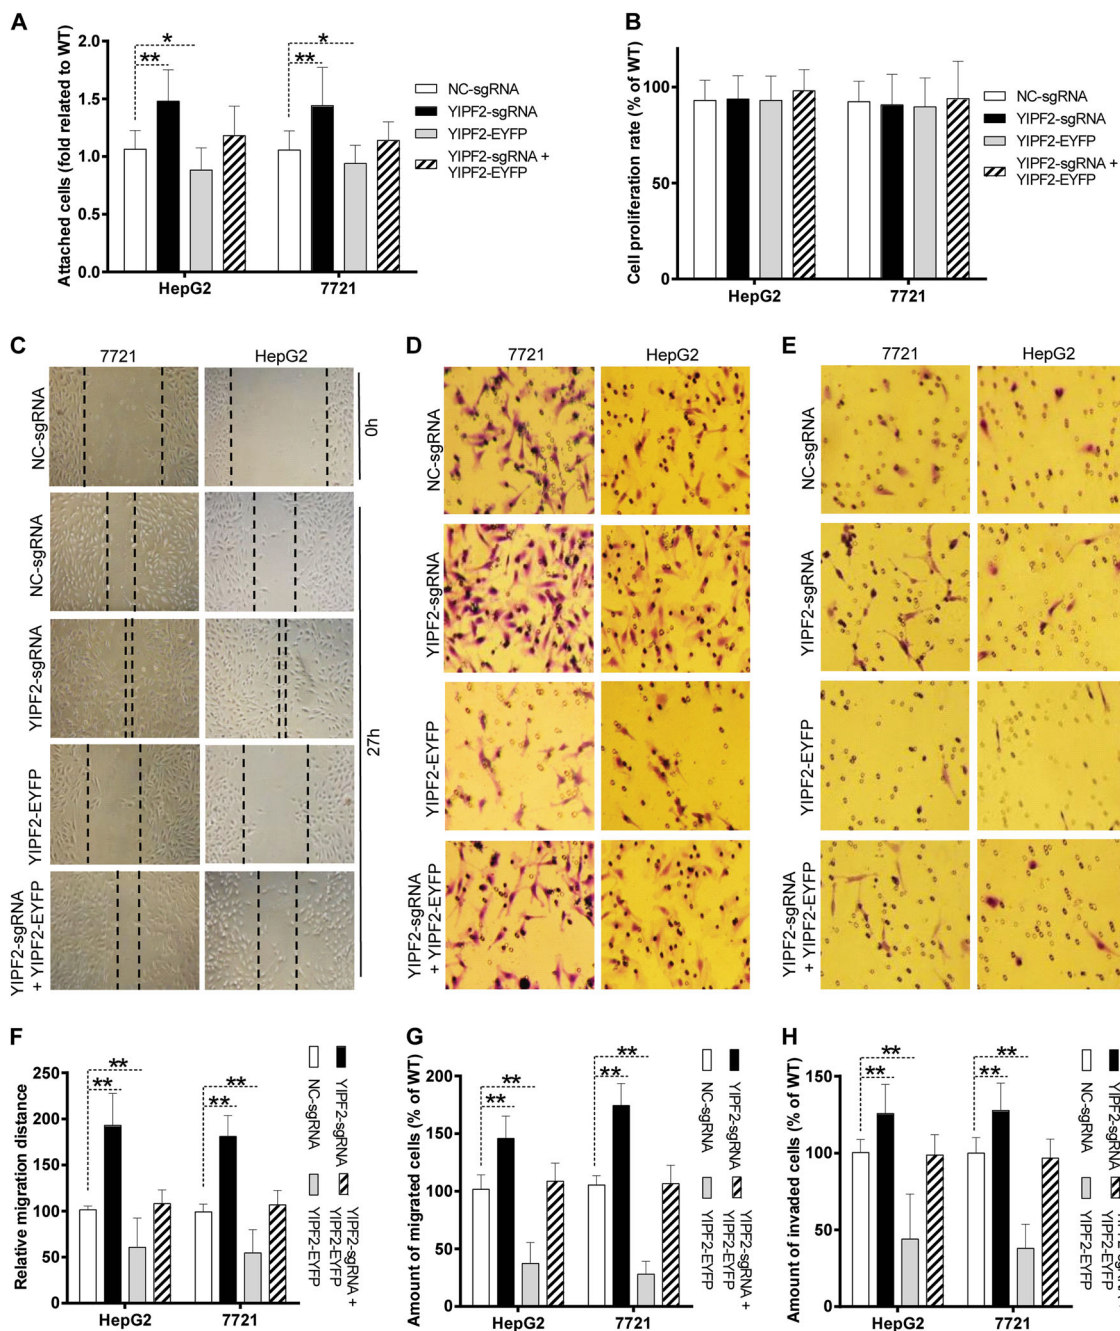 A
Attached cells (fold related to WT)
2.0
1.5
1.0
0.5
0.0
*
**
*
**
HepG2
7721
NC-sgRNA
YIPF2-sgRNA
YIPF2-EYFP
YIPF2-sgRNA +
YIPF2-EYFP
B
Cell proliferation rate (% of WT)
100
50
0
HepG2
7721
NC-sgRNA
YIPF2-sgRNA
YIPF2-EYFP
YIPF2-sgRNA +
YIPF2-EYFP
C
7721
HepG2
NC-sgRNA
NC-sgRNA
YIPF2-sgRNA
YIPF2-EYFP
YIPF2-sgRNA
+ YIPF2-EYFP
0h
27h
D
7721
HepG2
NC-sgRNA
YIPF2-sgRNA
YIPF2-EYFP
YIPF2-sgRNA
+ YIPF2-EYFP
E
7721
HepG2
NC-sgRNA
YIPF2-sgRNA
YIPF2-EYFP
YIPF2-sgRNA
+ YIPF2-EYFP
F
Relative migration distance
250
200
150
100
50
0
**
**
**
**
HepG2
7721
NC-sgRNA
YIPF2-sgRNA
YIPF2-EYFP
YIPF2-sgRNA +
YIPF2-EYFP
G
Amount of migrated cells (% of WT)
200
150
100
50
0
**
**
**
**
HepG2
7721
NC-sgRNA
YIPF2-sgRNA
YIPF2-EYFP
YIPF2-sgRNA +
YIPF2-EYFP
H
Amount of invaded cells (% of WT)
150
100
50
0
**
**
**
**
HepG2
7721
NC-sgRNA
YIPF2-sgRNA
YIPF2-EYFP
YIPF2-EYFP